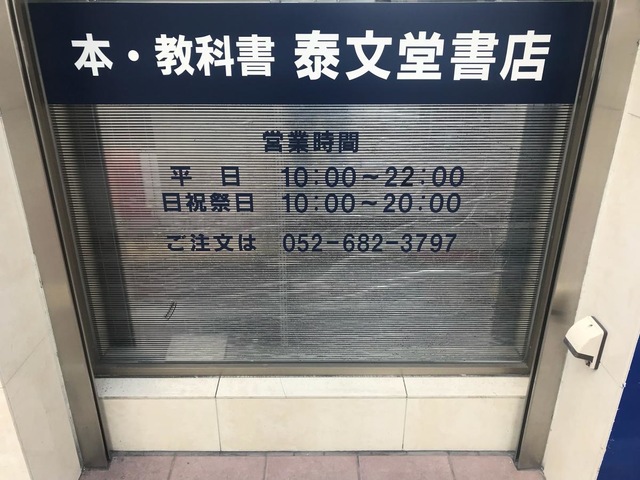 本・教科書 泰文堂書店
営業時間
平 日 10:00～22:00
日祝祭日 10:00～20:00
ご注文は 052-682-3797